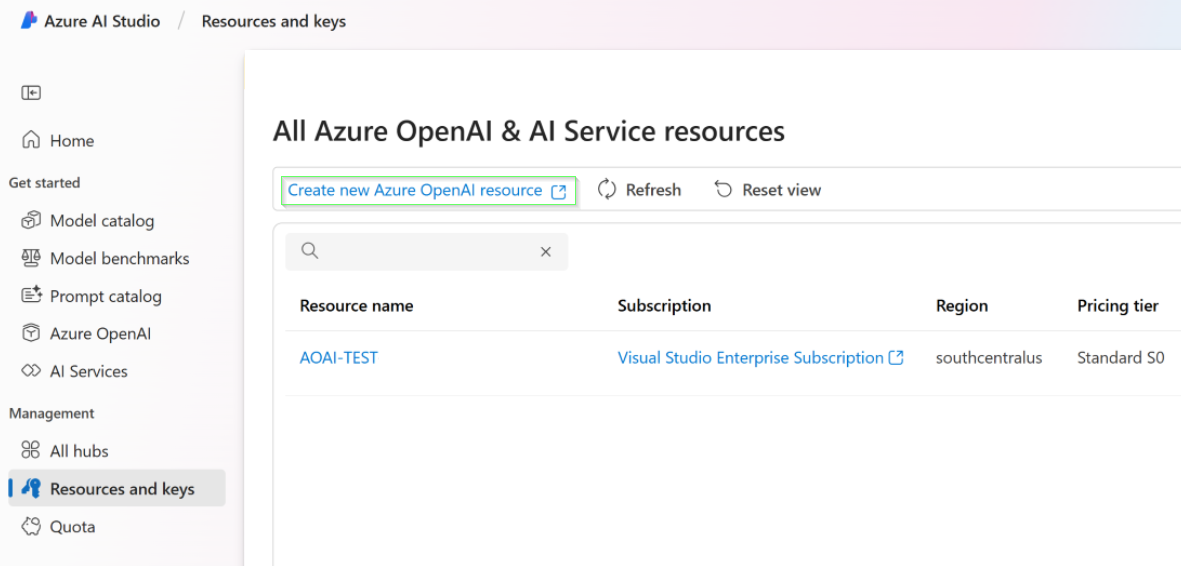 Azure AI Studio / Resources and keys
Home
Get started
Model catalog
Model benchmarks
Prompt catalog
Azure OpenAI
AI Services
Management
All hubs
Resources and keys
Quota
All Azure OpenAI & AI Service resources
Create new Azure OpenAI resource Refresh Reset view
Resource name Subscription Region Pricing tier
AOAI-TEST Visual Studio Enterprise Subscription southcentralus Standard S0